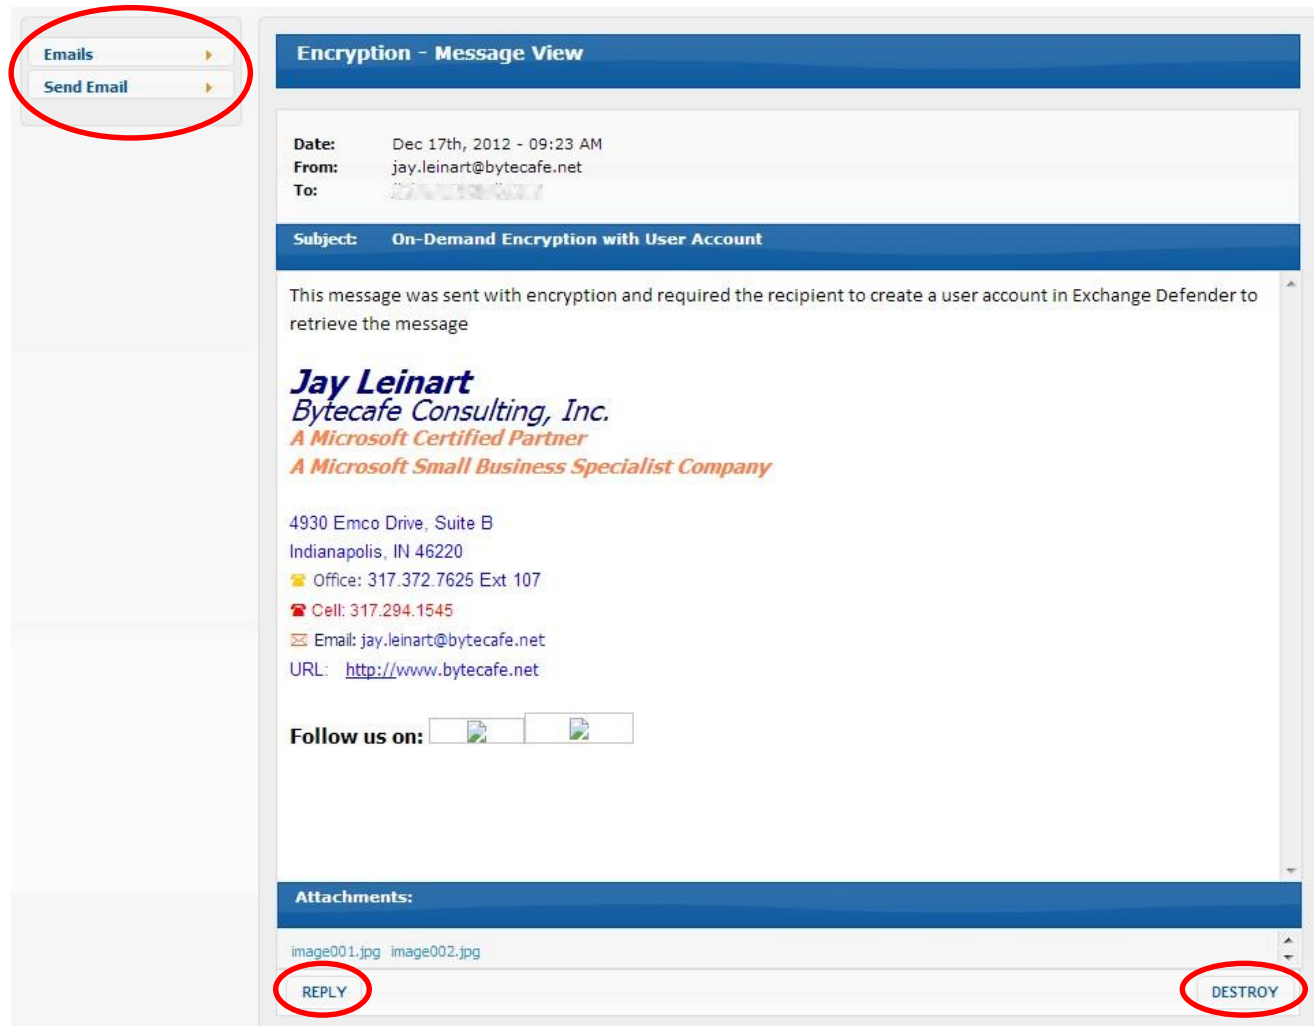 Emails
Send Email
Encryption - Message View
Date: Dec 17th, 2012 - 09:23 AM
From: jay.leinart@bytecafe.net
To:
Subject: On-Demand Encryption with User Account
This message was sent with encryption and required the recipient to create a user account in Exchange Defender to
retrieve the message
Jay Leinart
Bytecafe Consulting, Inc.
A Microsoft Certified Partner
A Microsoft Small Business Specialist Company
4930 Emco Drive, Suite B
Indianapolis, IN 46220
Office: 317.372.7625 Ext 107
Cell: 317.294.1545
Email: jay.leinart@bytecafe.net
URL: http://www.bytecafe.net
Follow us on:
Attachments:
image001.jpg image002.jpg
REPLY
DESTROY